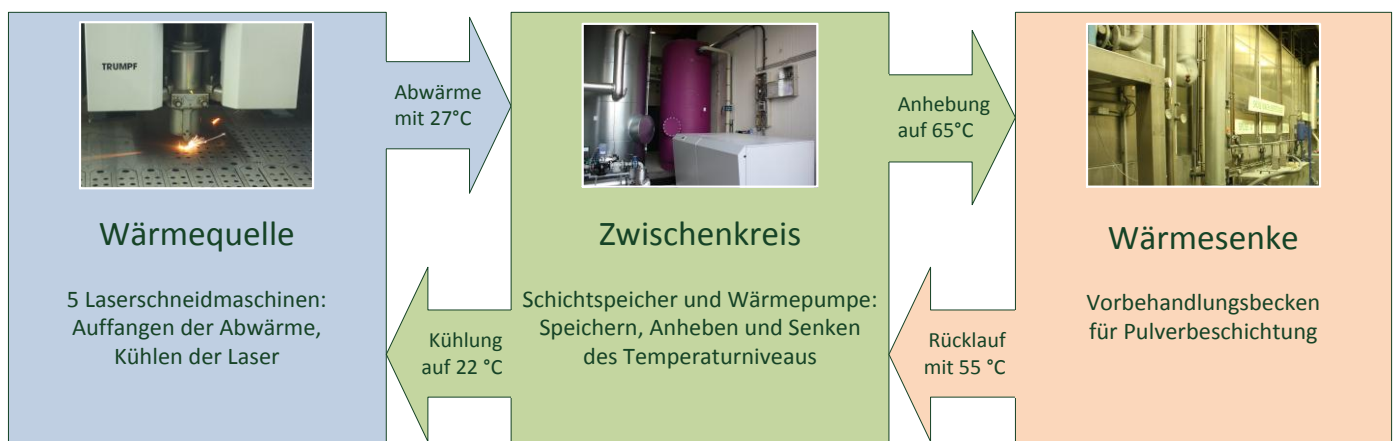 TRUMPF
Abwärme
mit 27°C
Anhebung
auf 65°C
Wärmequelle
5 Laserschneidmaschinen:
Auffangen der Abwärme,
Kühlen der Laser
Zwischenkreis
Schichtspeicher und Wärmepumpe:
Speichern, Anheben und Senken
des Temperaturniveaus
Wärmesenke
Vorbehandlungsbecken
für Pulverbeschichtung
Kühlung
auf 22 °C
Rücklauf
mit 55 °C